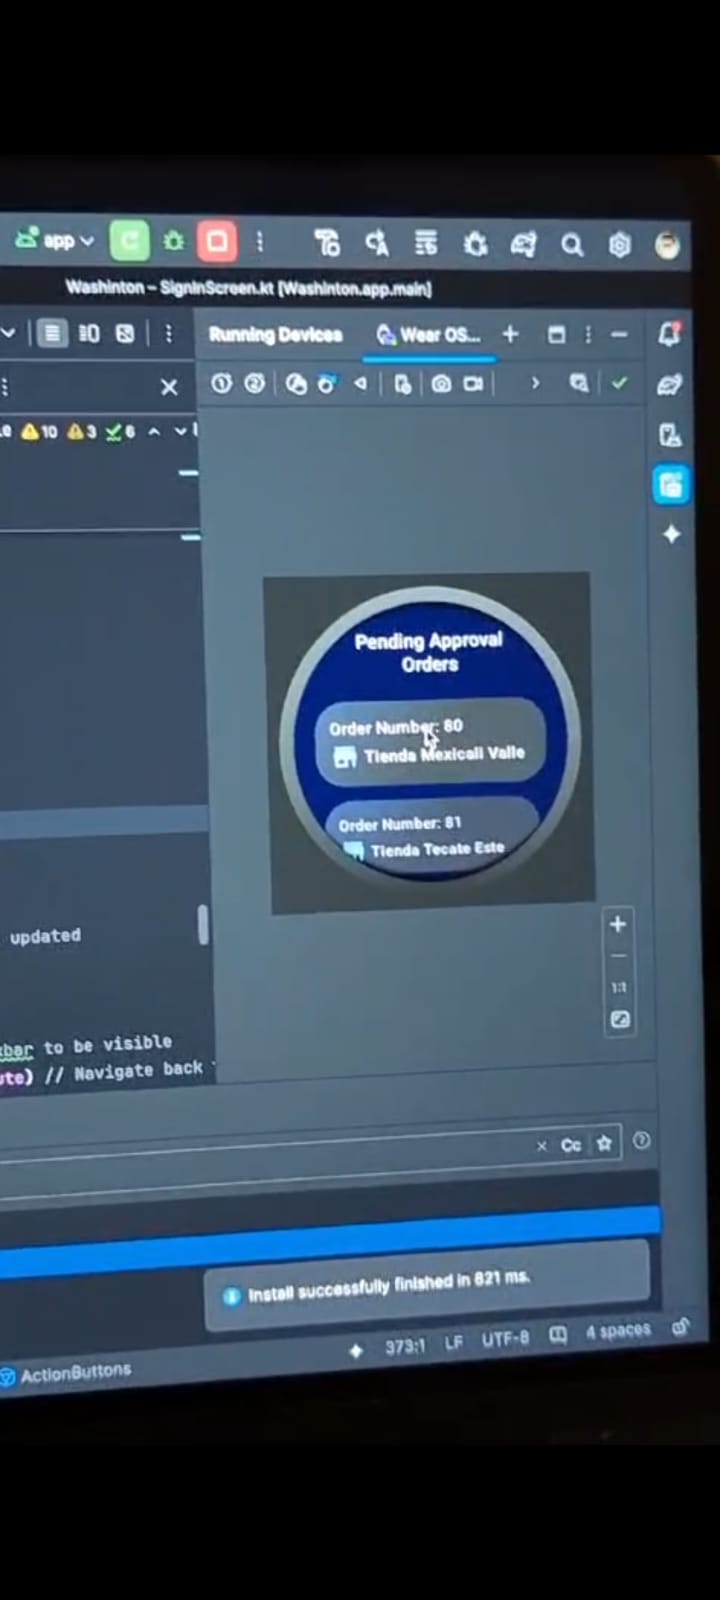 app
Washinton – SignInScreen.kt [Washinton.app.main]
Running Devices
Wear OS...
10 3 6
Pending Approval
Orders
Order Number: 80
Tienda Mexicali Valle
Order Number: 81
Tienda Tecate Este
updated
to be visible
// Navigate back
1:1
Cc
Install successfully finished in 821 ms.
373:1 LF UTF-8 4 spaces
ActionButtons